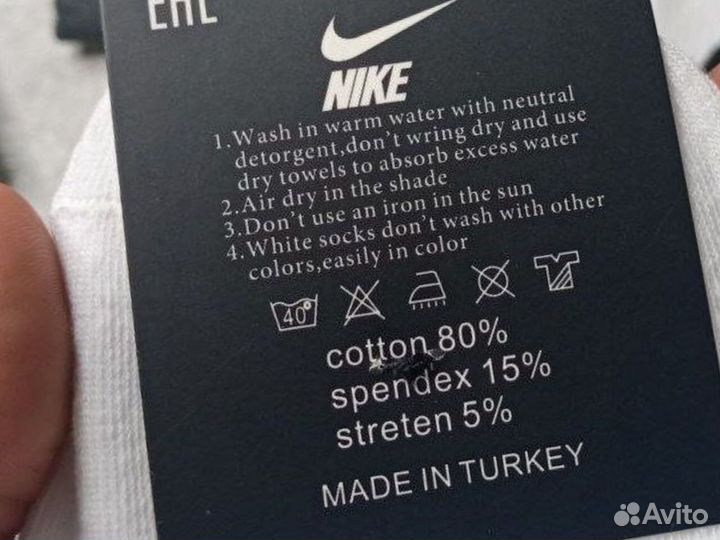 EAC
NIKE
1.Wash in warm water with neutral
detorgent,don't wring dry and use
dry towels to absorb excess water
2.Air dry in the shade
3.Don't use an iron in the sun
4.White socks don't wash with other
colors,easily in color
40°
cotton 80%
spendex 15%
streten 5%
MADE IN TURKEY
Avito